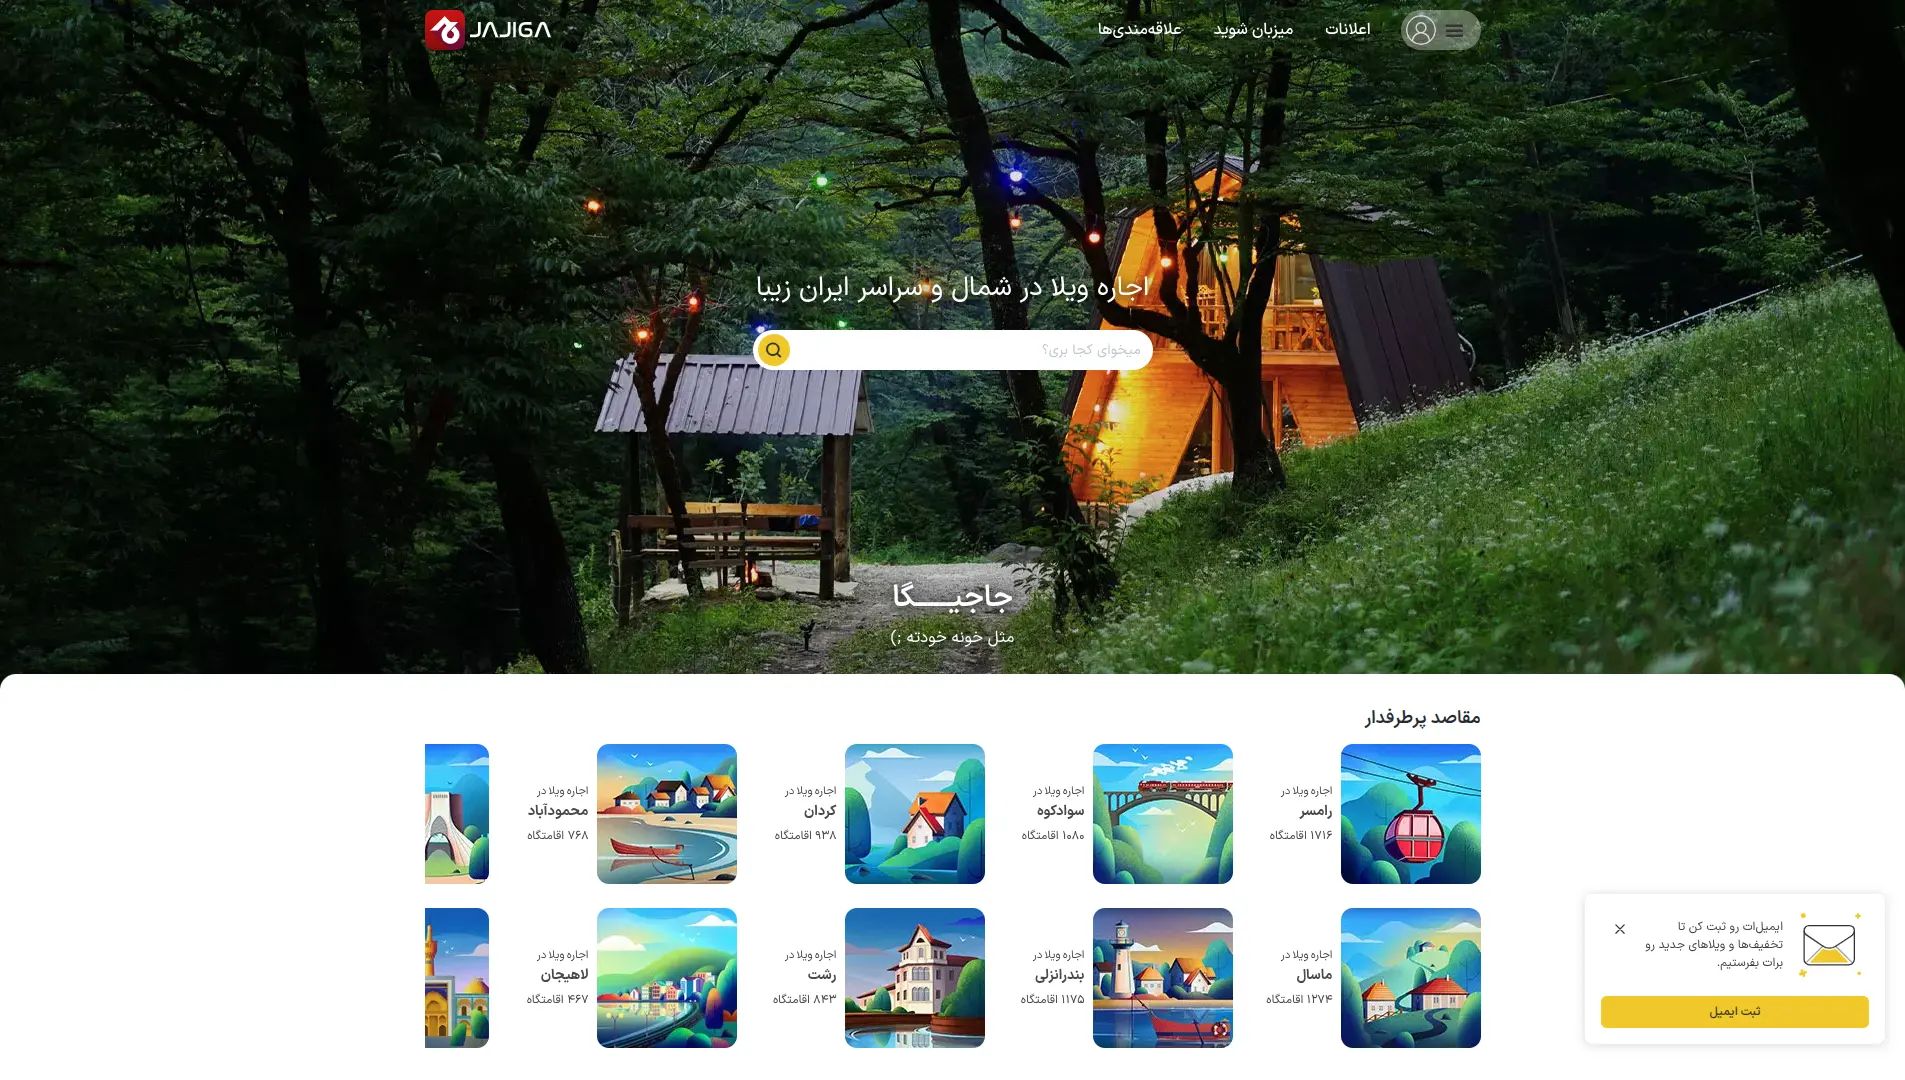 اعلانات
میزبان شوید
علاقه‌مندی‌ها
JAJIGA
اجاره ویلا در شمال و سراسر ایران زیبا
میخوای کجا بری؟
جاجیـــگا
مثل خونه خودته ;)
مقاصد پرطرفدار
اجاره ویلا در
رامسر
۱۷۱۶ اقامتگاه
اجاره ویلا در
سوادکوه
۱۰۸۰ اقامتگاه
اجاره ویلا در
کردان
۹۳۸ اقامتگاه
اجاره ویلا در
محمودآباد
۷۶۸ اقامتگاه
اجاره ویلا در
ماسال
۱۲۷۴ اقامتگاه
اجاره ویلا در
بندرانزلی
۱۱۷۵ اقامتگاه
اجاره ویلا در
رشت
۸۴۳ اقامتگاه
اجاره ویلا در
لاهیجان
۴۶۷ اقامتگاه
ایمیل‌ات رو ثبت کن تا
تخفیف‌ها و ویلاهای جدید رو
برات بفرستیم.
ثبت ایمیل